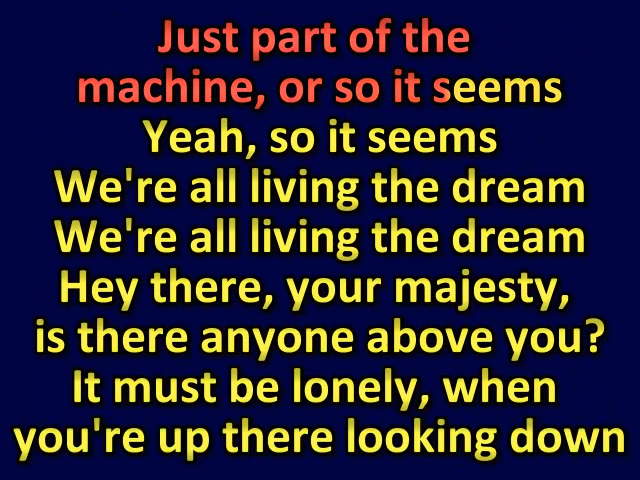 Just part of the
machine, or so it seems
Yeah, so it seems
We're all living the dream
We're all living the dream
Hey there, your majesty,
is there anyone above you?
It must be lonely, when
you're up there looking down